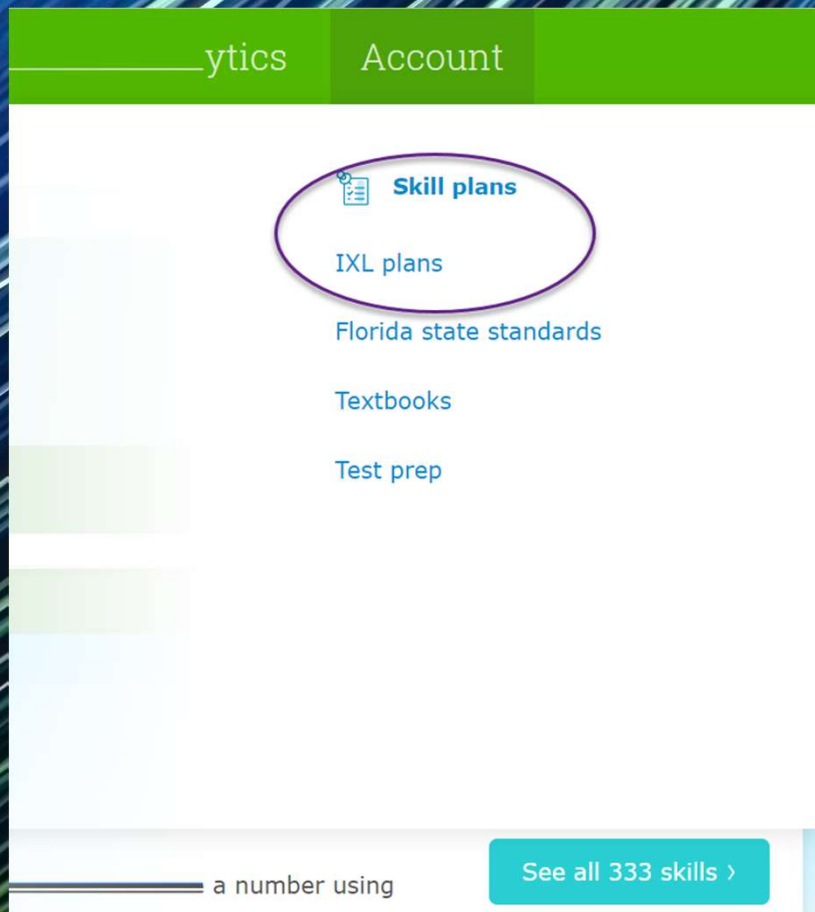 ytics Account
Skill plans
IXL plans
Florida state standards
Textbooks
Test prep
See all 333 skills ›
a number using